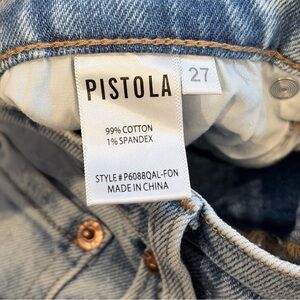 PISTOLA
27
99% COTTON
1% SPANDEX
STYLE# P6088QAL-FON
MADE IN CHINA